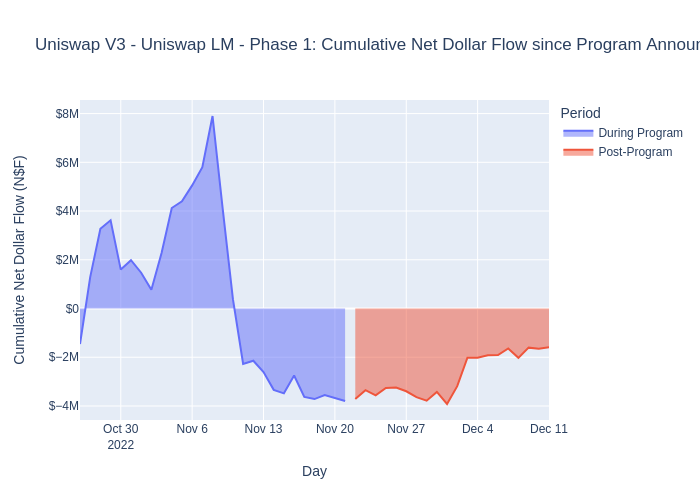 Uniswap V3 - Uniswap LM - Phase 1: Cumulative Net Dollar Flow since Program
Period
During Program
Post-Program
Cumulative Net Dollar Flow (N$F)
$8M
$6M
$4M
$2M
$0
$−2M
$−4M
Oct 30
2022
Nov 6
Nov 13
Nov 20
Nov 27
Dec 4
Dec 11
Day